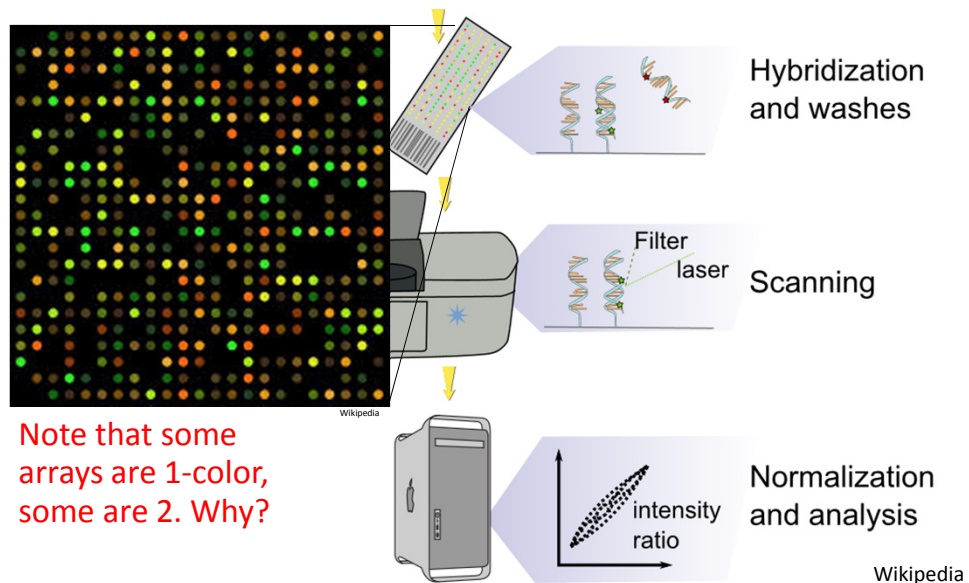 Hybridization
and washes
Filter
laser
Scanning
Wikipedia
Note that some
arrays are 1-color,
some are 2. Why?
intensity
ratio
Normalization
and analysis
Wikipedia